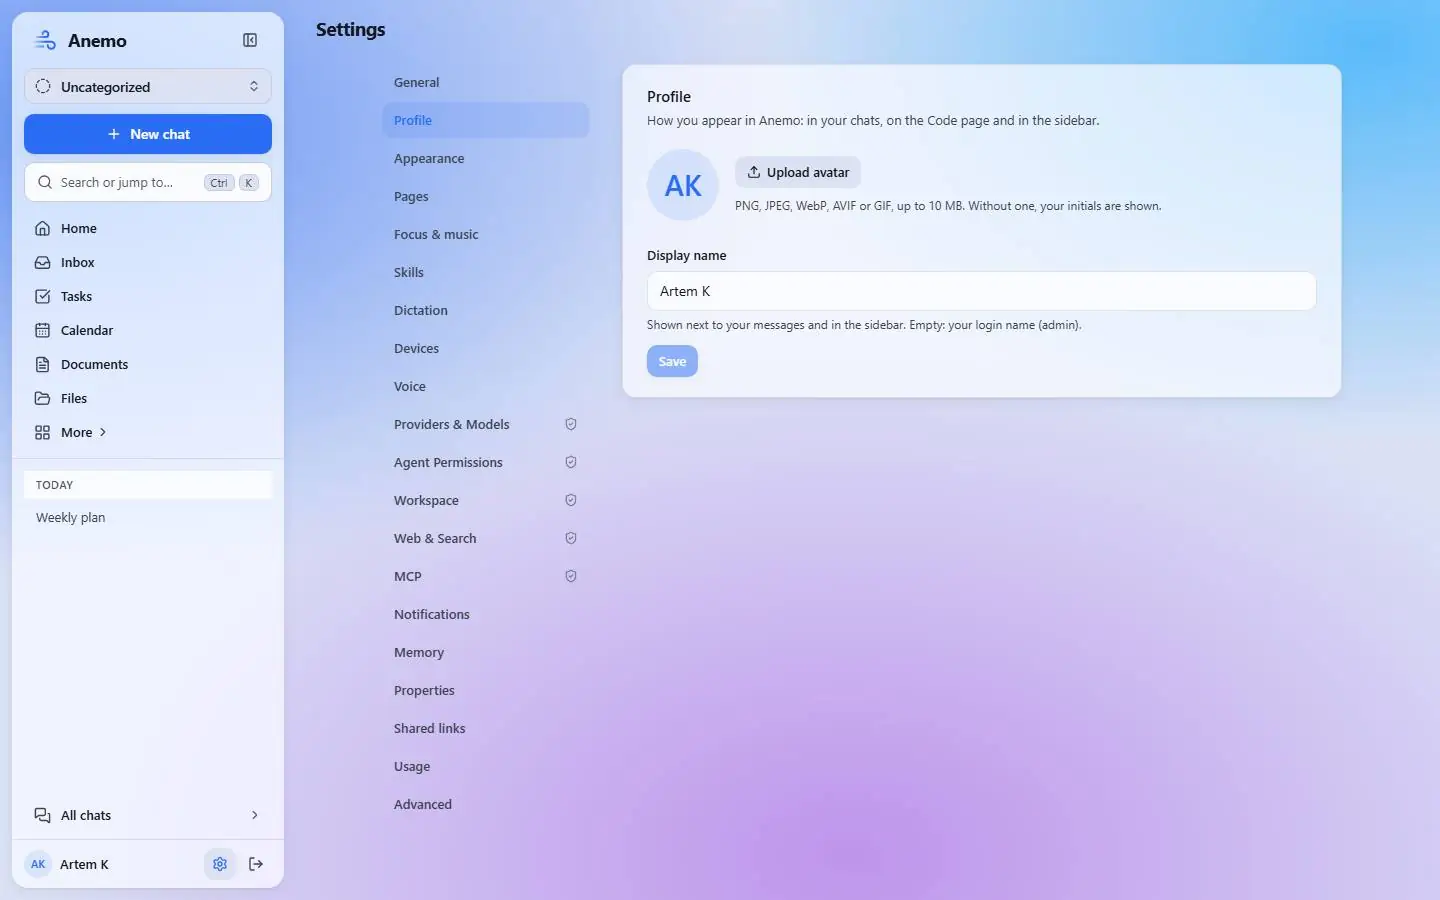 Anemo
Uncategorized
New chat
Search or jump to... Ctrl K
Home
Inbox
Tasks
Calendar
Documents
Files
More
TODAY
Weekly plan
All chats
AK Artem K
Settings
General
Profile
Appearance
Pages
Focus & music
Skills
Dictation
Devices
Voice
Providers & Models
Agent Permissions
Workspace
Web & Search
MCP
Notifications
Memory
Properties
Shared links
Usage
Advanced
Profile
How you appear in Anemo: in your chats, on the Code page and in the sidebar.
AK
Upload avatar
PNG, JPEG, WebP, AVIF or GIF, up to 10 MB. Without one, your initials are shown.
Display name
Artem K
Shown next to your messages and in the sidebar. Empty: your login name (admin).
Save